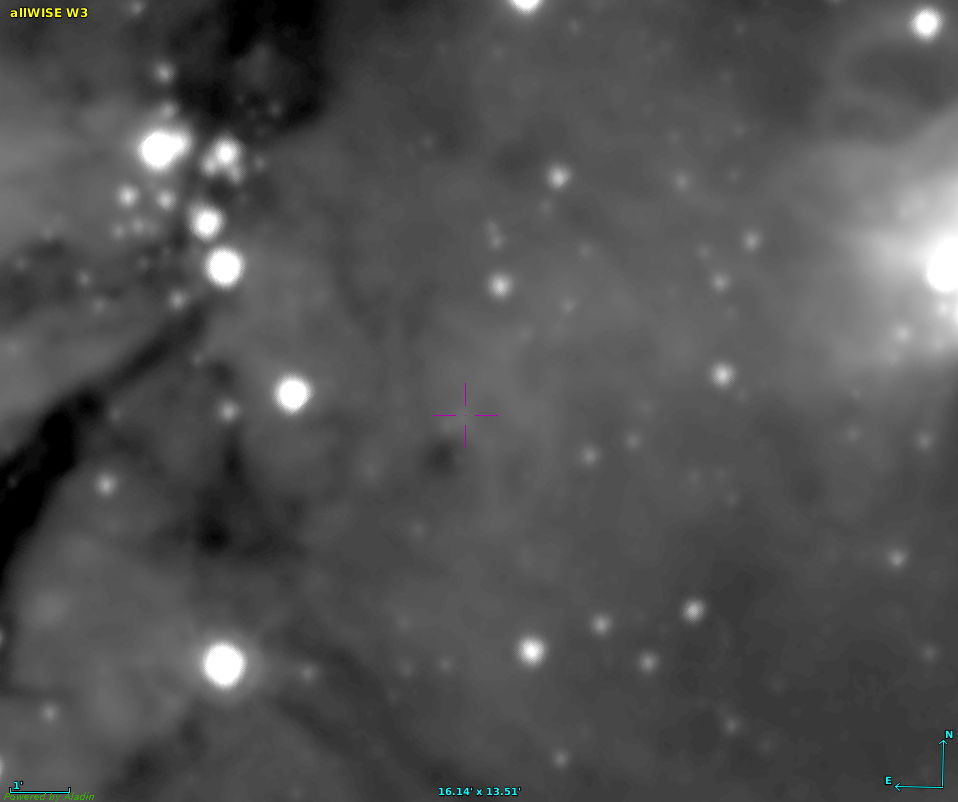 allWISE W3
N
E
1'
16.14' x 13.51'
Powered by Aladin